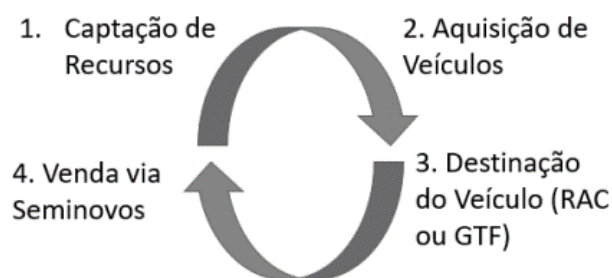 1. Captação de
Recursos
2. Aquisição de
Veículos
3. Destinação
do Veículo (RAC
ou GTF)
4. Venda via
Seminovos